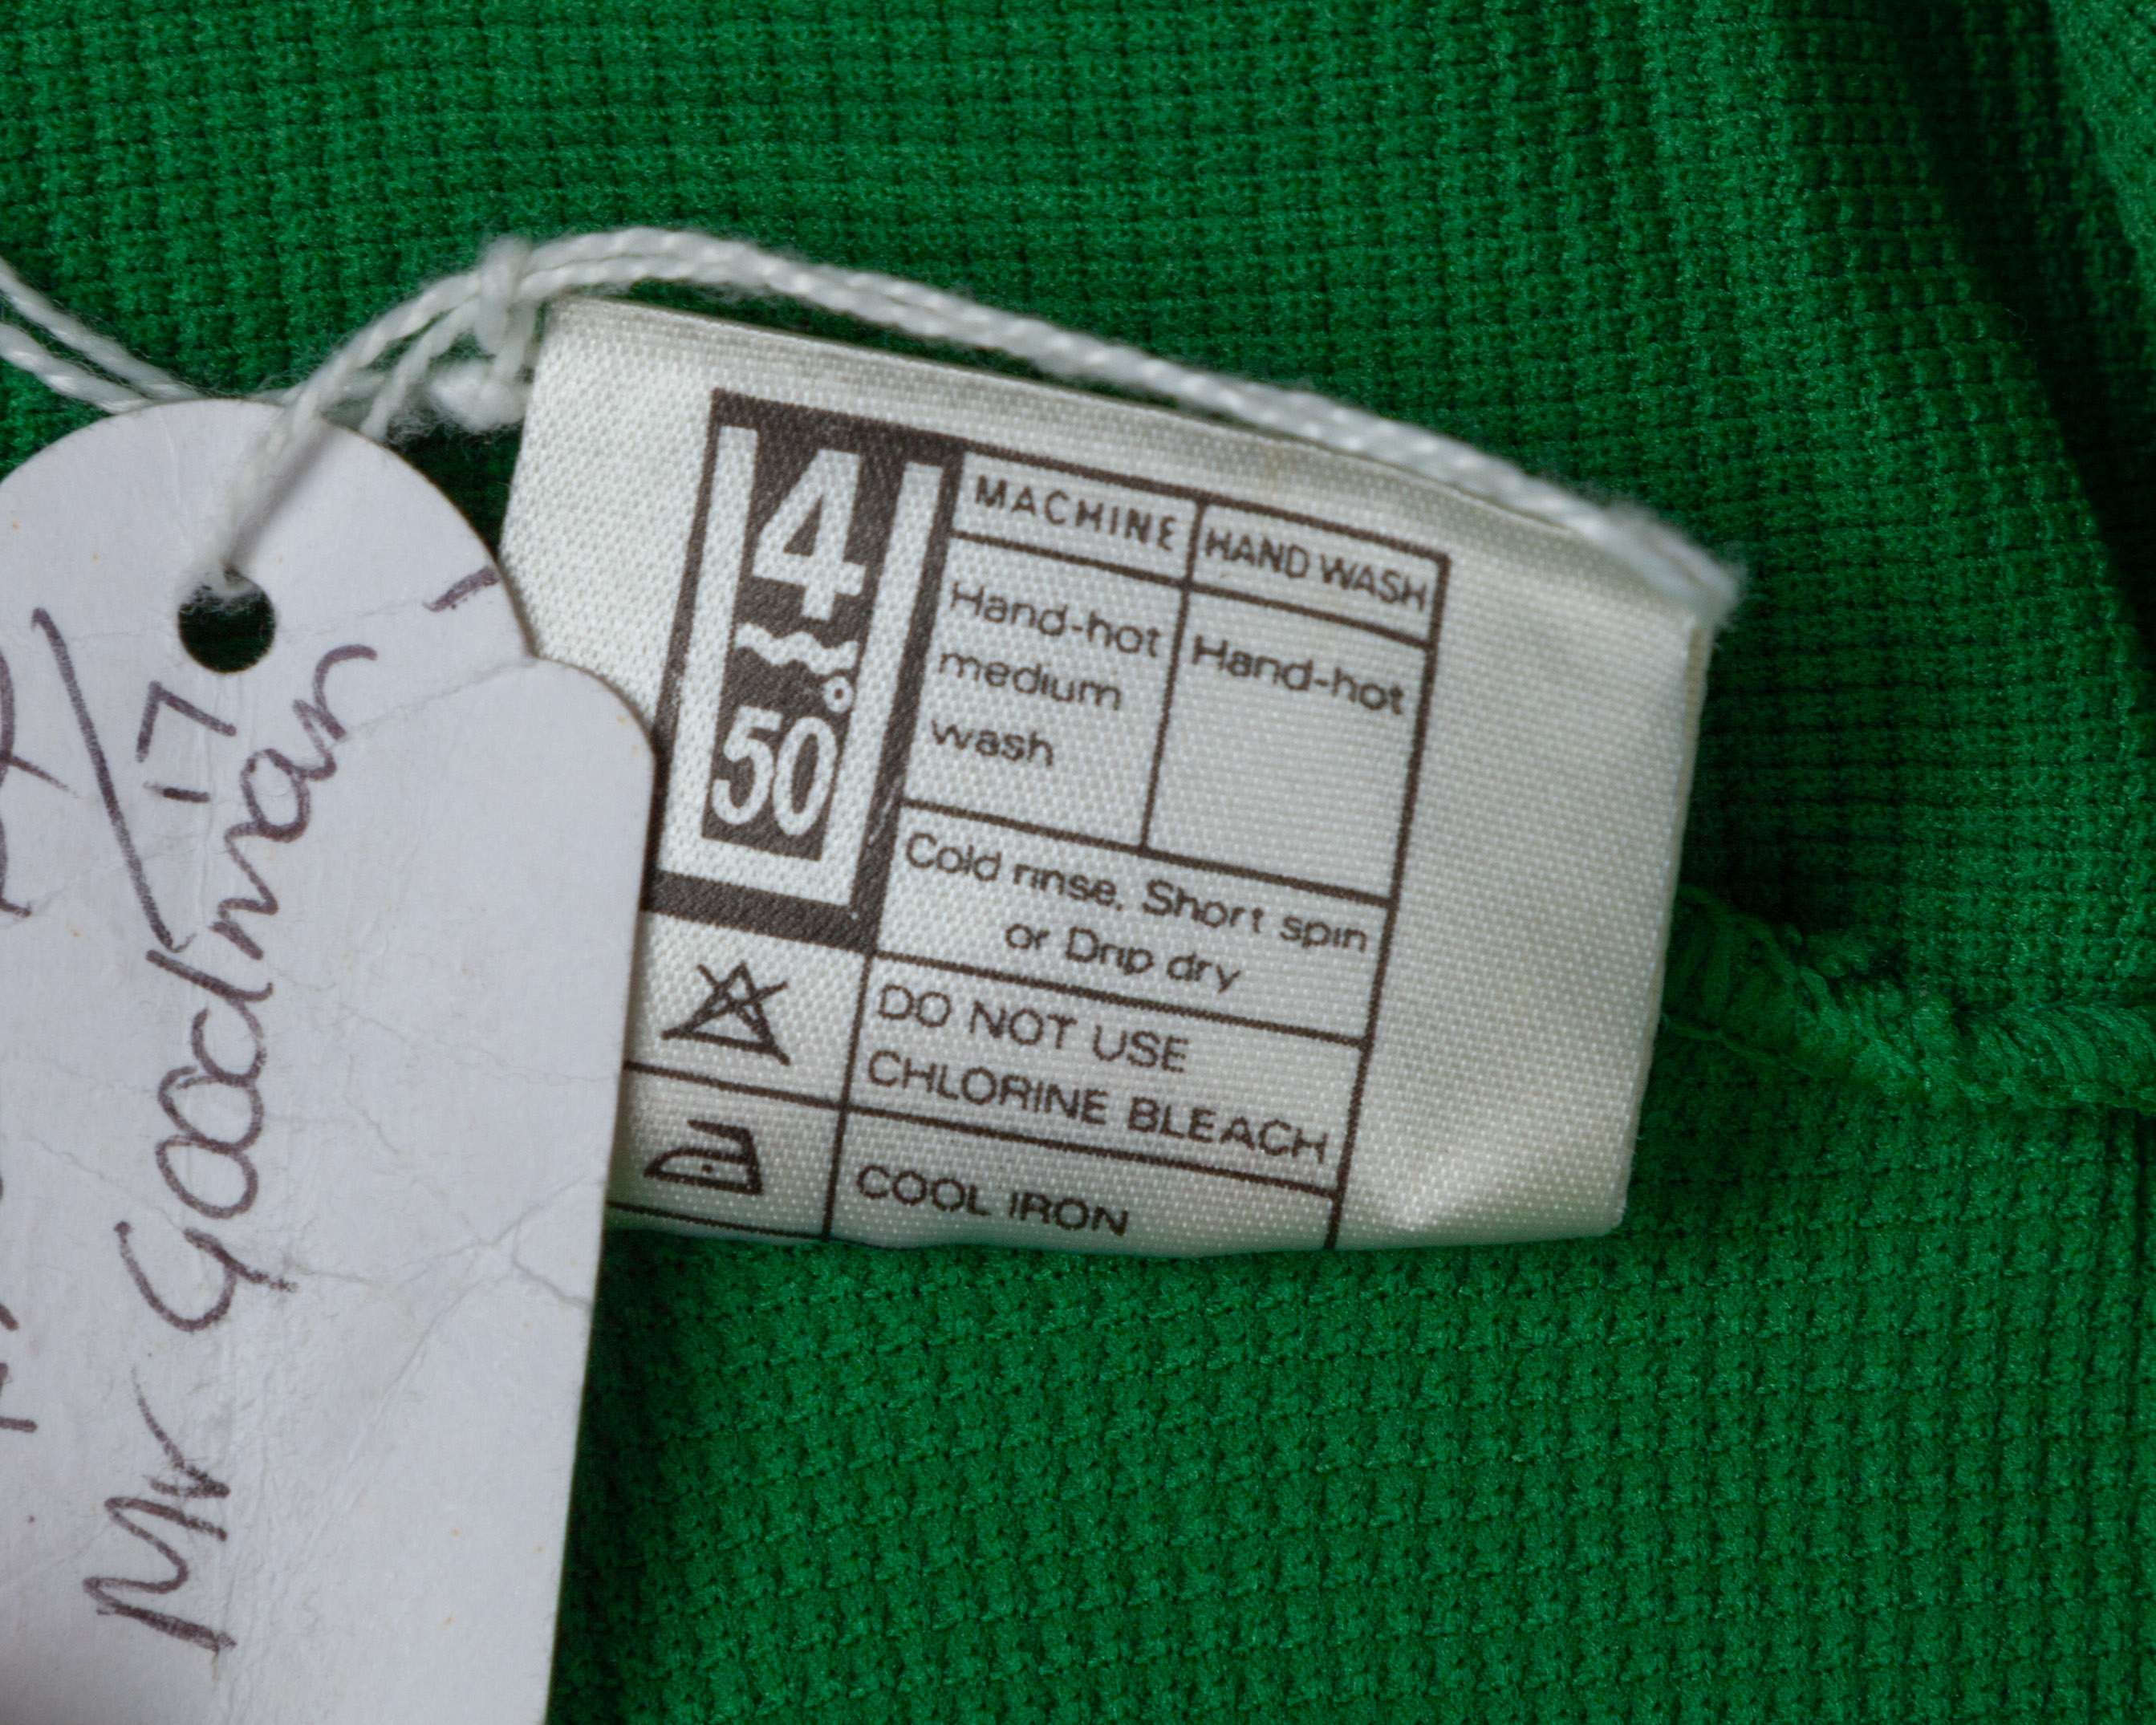 4
50°
MACHINE
HAND WASH
Hand-hot
medium
wash
Hand-hot
Cold rinse. Short spin
or Drip dry
DO NOT USE
CHLORINE BLEACH
COOL IRON
17
Mr Goodman